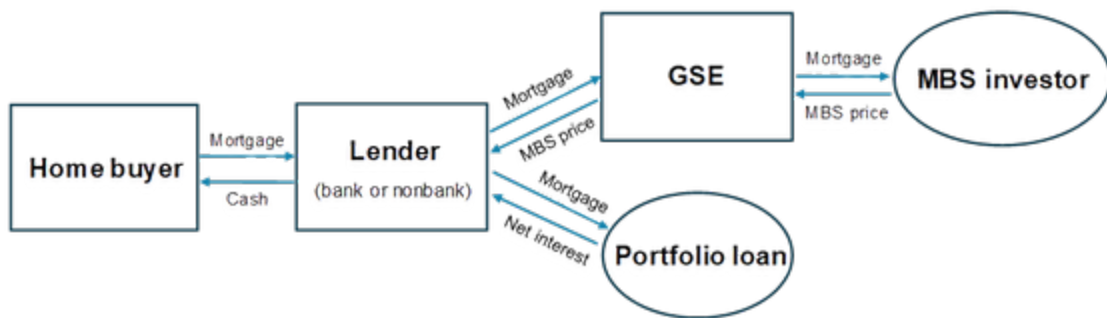 Home buyer
Mortgage
Cash
Lender
(bank or nonbank)
Mortgage
MBS price
GSE
Mortgage
MBS price
MBS investor
Mortgage
Net interest
Portfolio loan